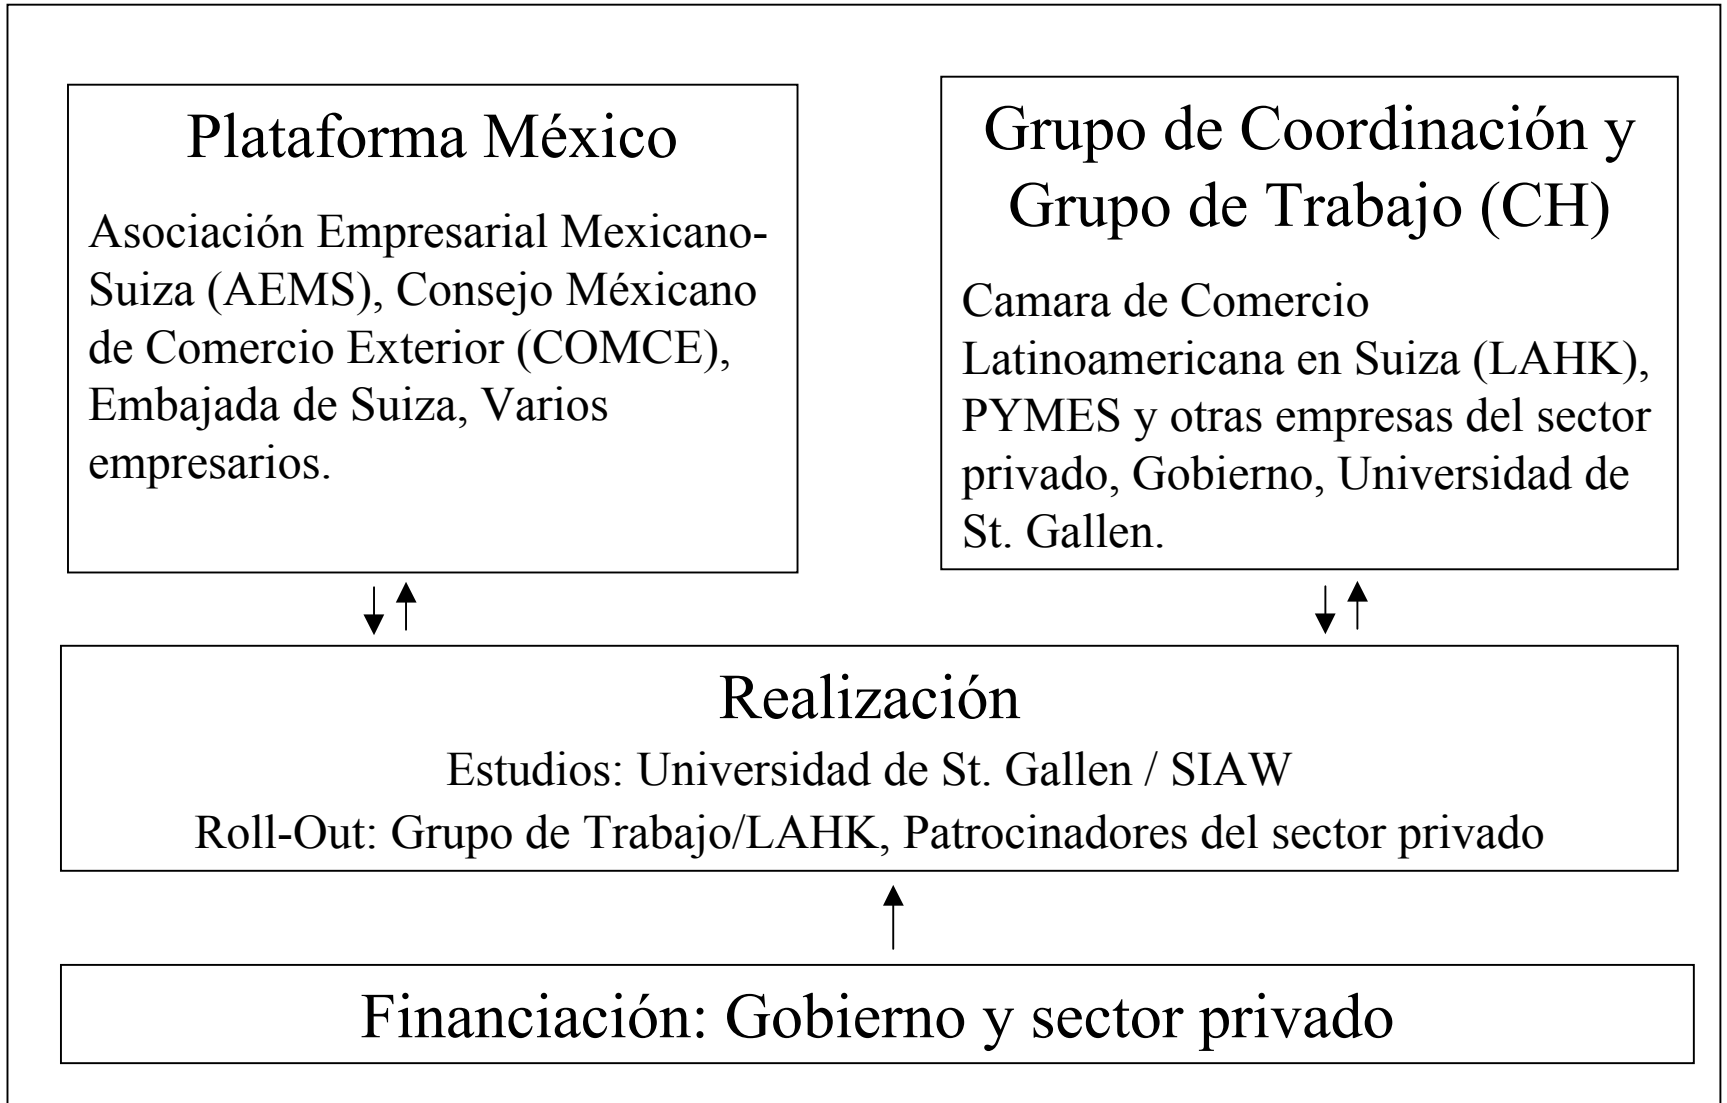 Plataforma México
Asociación Empresarial Mexicano-
Suiza (AEMS), Consejo Méxicano
de Comercio Exterior (COMCE),
Embajada de Suiza, Varios
empresarios.
Grupo de Coordinación y
Grupo de Trabajo (CH)
Camara de Comercio
Latinoamericana en Suiza (LAHK),
PYMES y otras empresas del sector
privado, Gobierno, Universidad de
St. Gallen.
Realización
Estudios: Universidad de St. Gallen / SIAW
Roll-Out: Grupo de Trabajo/LAHK, Patrocinadores del sector privado
Financiación: Gobierno y sector privado